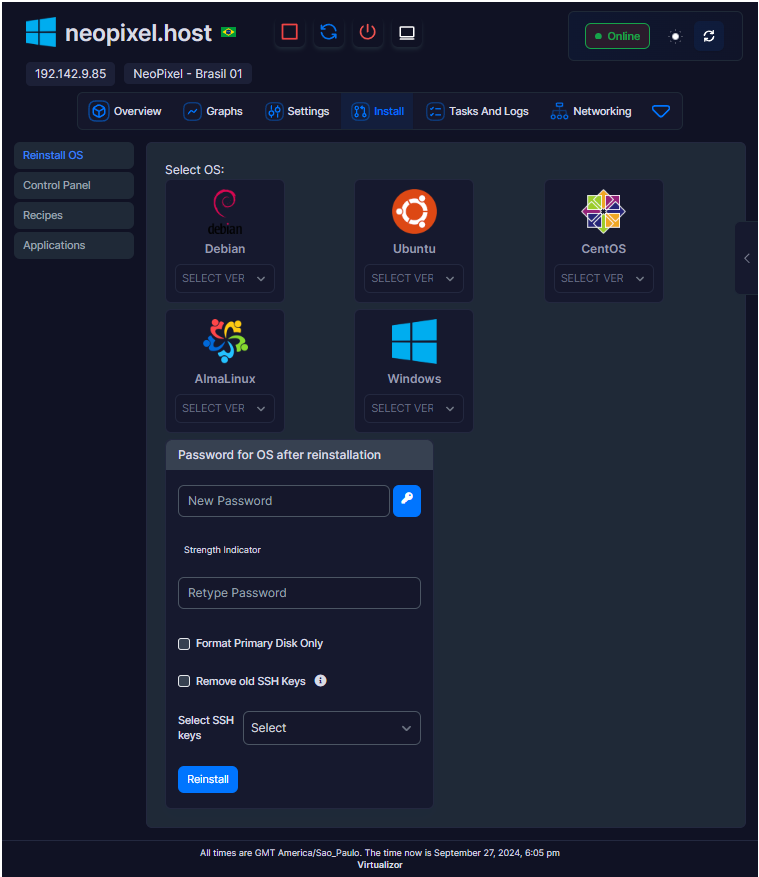 neopixel.host
Online
192.142.9.85 NeoPixel - Brasil 01
Overview Graphs Settings Install Tasks And Logs Networking
Reinstall OS
Control Panel
Recipes
Applications
Select OS:
debian
Debian Ubuntu CentOS
SELECT VER SELECT VER SELECT VER
AlmaLinux Windows
SELECT VER SELECT VER
Password for OS after reinstallation
New Password
Strength Indicator
Retype Password
Format Primary Disk Only
Remove old SSH Keys
Select SSH
keys
Select
Reinstall
All times are GMT America/Sao_Paulo. The time now is September 27, 2024, 6:05 pm
Virtualizor